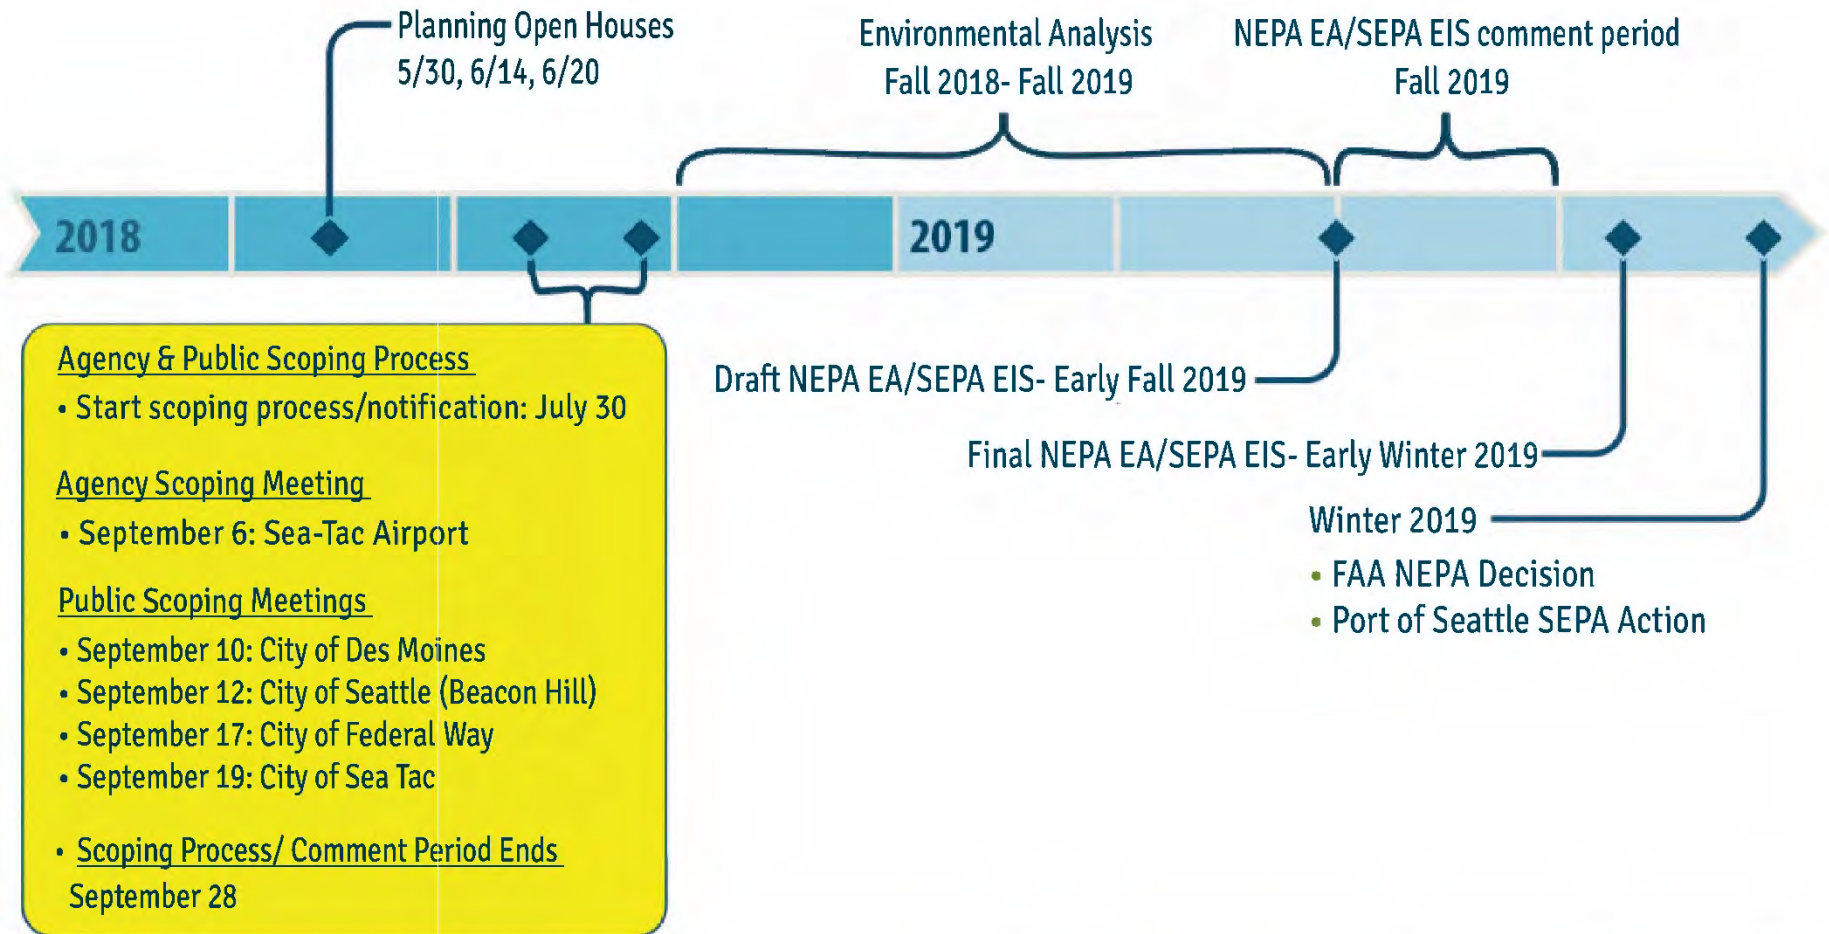 Planning Open Houses
5/30, 6/14, 6/20
Environmental Analysis
Fall 2018- Fall 2019
NEPA EA/SEPA EIS comment period
Fall 2019
2018
2019
Agency & Public Scoping Process
• Start scoping process/notification: July 30
Agency Scoping Meeting
• September 6: Sea-Tac Airport
Public Scoping Meetings
• September 10: City of Des Moines
• September 12: City of Seattle (Beacon Hill)
• September 17: City of Federal Way
• September 19: City of Sea Tac
• Scoping Process/ Comment Period Ends
September 28
Draft NEPA EA/SEPA EIS- Early Fall 2019
Final NEPA EA/SEPA EIS- Early Winter 2019
Winter 2019
• FAA NEPA Decision
• Port of Seattle SEPA Action